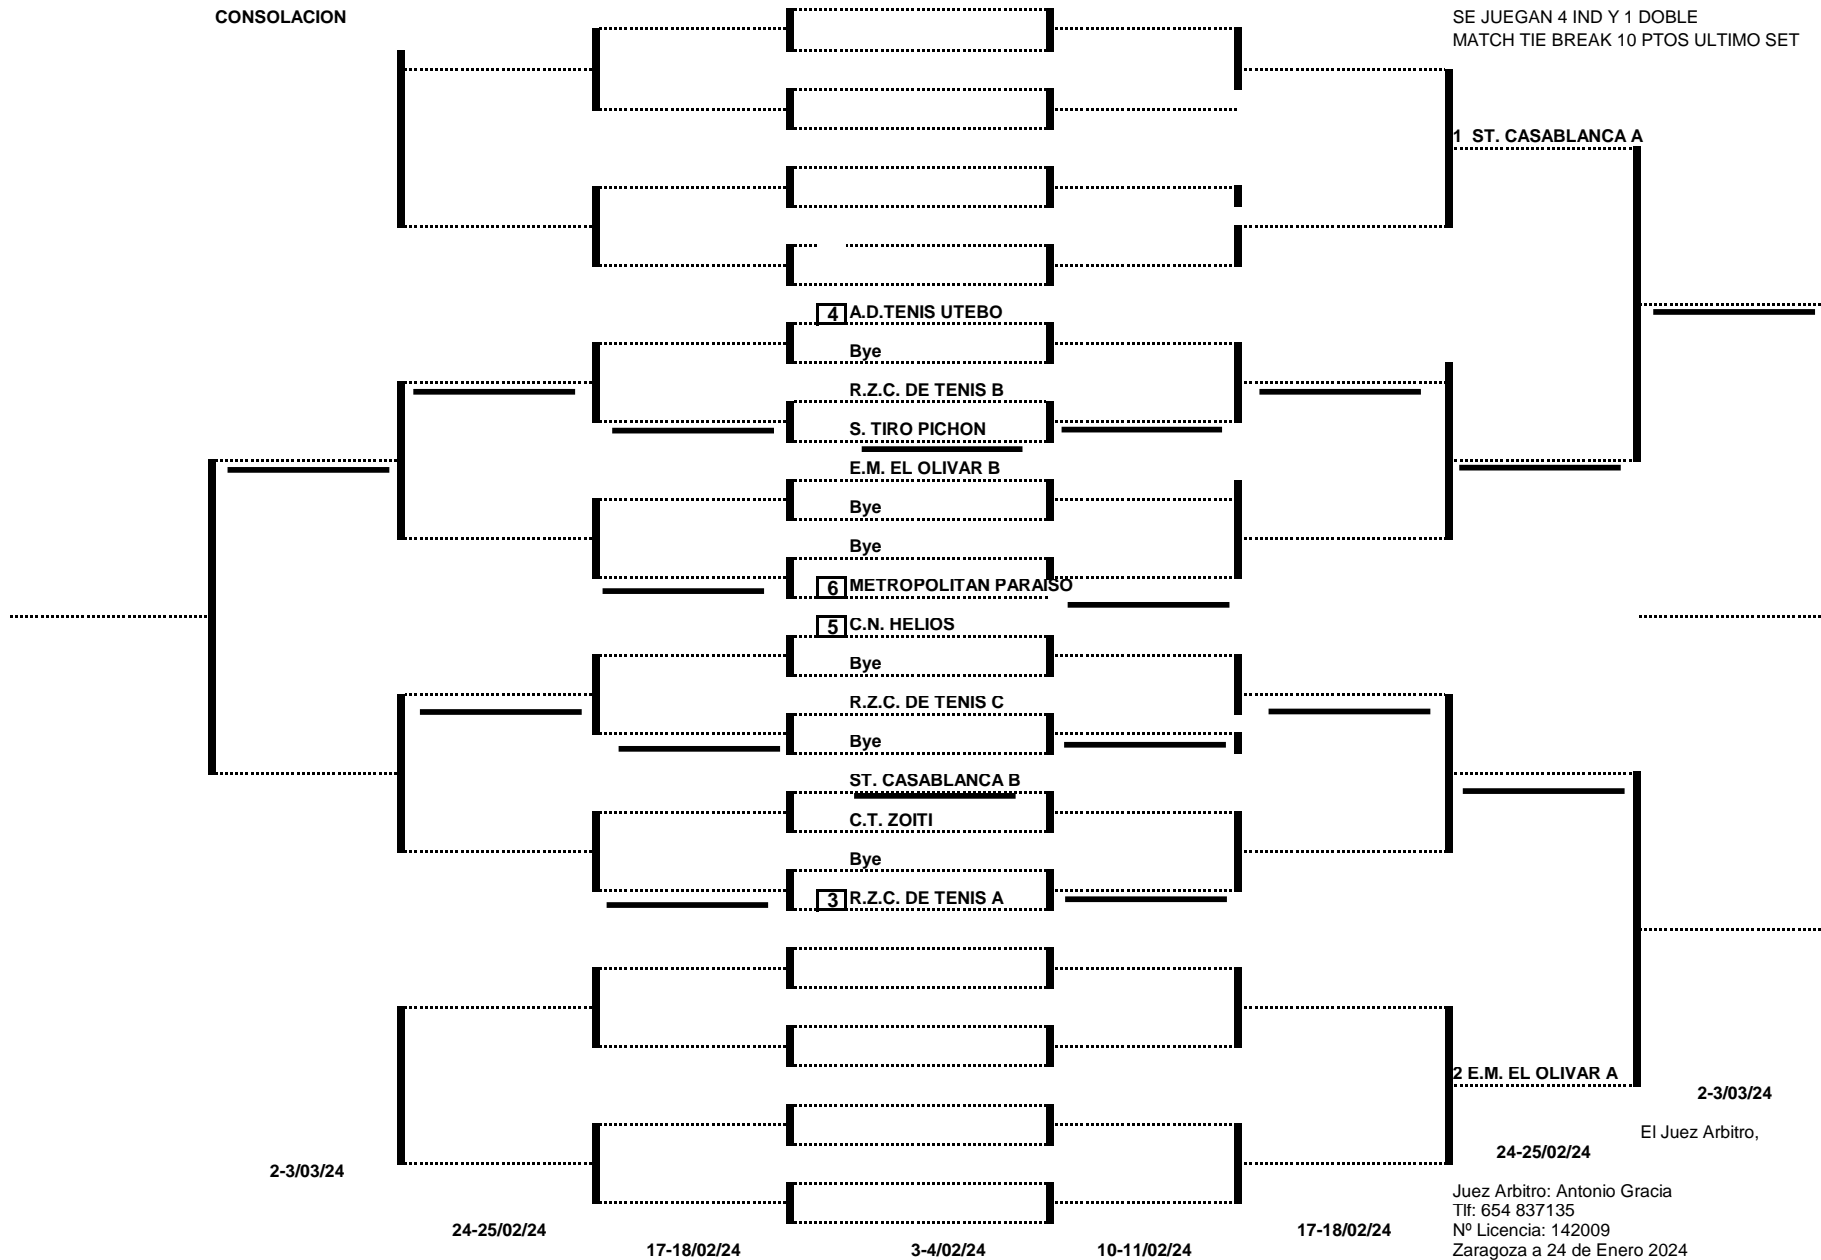 CONSOLACION
SE JUEGAN 4 IND Y 1 DOBLE
MATCH TIE BREAK 10 PTOS ULTIMO SET
1 ST. CASABLANCA A
4 A.D.TENIS UTEBO
Bye
R.Z.C. DE TENIS B
S. TIRO PICHON
E.M. EL OLIVAR B
Bye
Bye
6 METROPOLITAN PARAISO
5 C.N. HELIOS
Bye
R.Z.C. DE TENIS C
Bye
ST. CASABLANCA B
C.T. ZOITI
Bye
3 R.Z.C. DE TENIS A
2 E.M. EL OLIVAR A
2-3/03/24
El Juez Arbitro,
24-25/02/24
2-3/03/24
Juez Arbitro: Antonio Gracia
Tlf: 654 837135
Nº Licencia: 142009
Zaragoza a 24 de Enero 2024
24-25/02/24
17-18/02/24
17-18/02/24
3-4/02/24
10-11/02/24